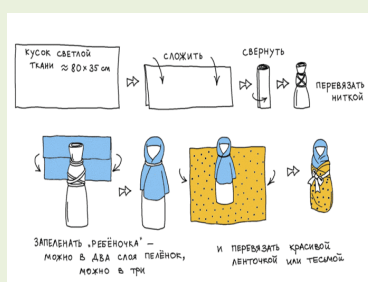 кусок светлой
ткани ≈ 80×35 см
сложить
свернуть
перевязать
ниткой
запеленать „ребёночка" –
можно в два слоя пелёнок,
можно в три
и перевязать красивой
ленточкой или тесьмой